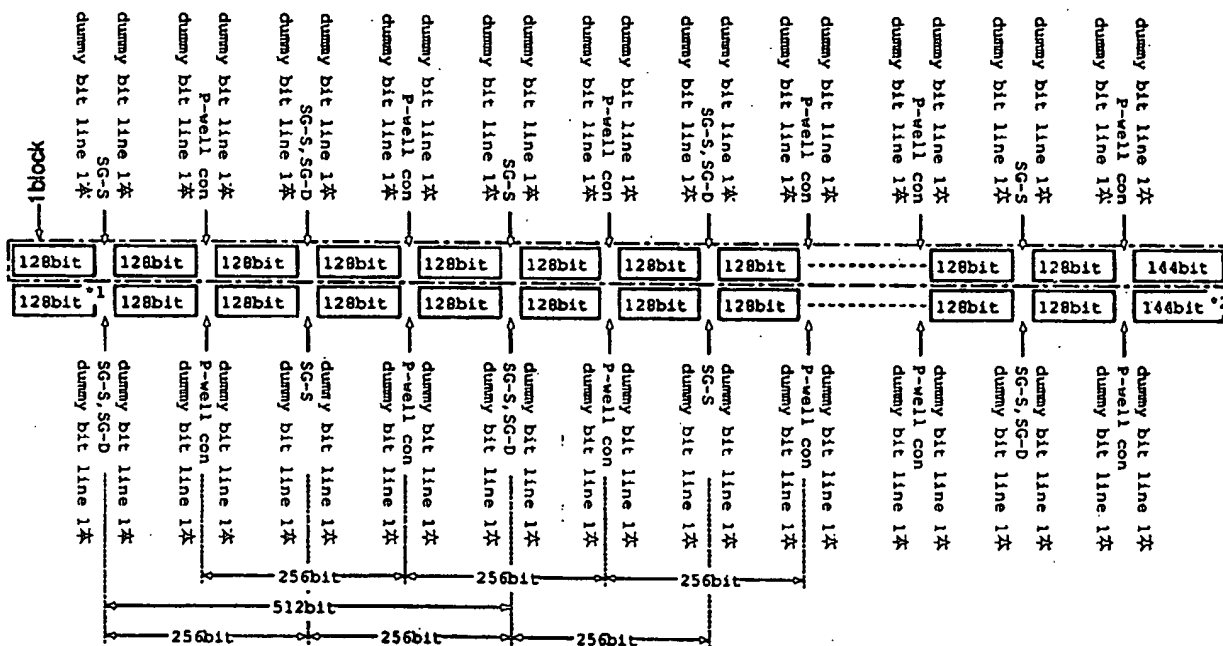 dummy bit line 1本
SG-S
dummy bit line 1本
dummy bit line 1本
P-well con
dummy bit line 1本
dummy bit line 1本
SG-S,SG-D
dummy bit line 1本
dummy bit line 1本
P-well con
dummy bit line 1本
dummy bit line 1本
SG-S
dummy bit line 1本
dummy bit line 1本
P-well con
dummy bit line 1本
dummy bit line 1本
SG-S,SG-D
dummy bit line 1本
dummy bit line 1本
P-well con
dummy bit line 1本
dummy bit line 1本
P-well con
dummy bit line 1本
dummy bit line 1本
SG-S
dummy bit line 1本
dummy bit line 1本
P-well con
dummy bit line 1本
1block
128bit 128bit 128bit 128bit 128bit 128bit 128bit 128bit 128bit 128bit 144bit
128bit *1 128bit 128bit 128bit 128bit 128bit 128bit 128bit 128bit 128bit 144bit *2
dummy bit line 1本
SG-S,SG-D
dummy bit line 1本
dummy bit line 1本
P-well con
dummy bit line 1本
dummy bit line 1本
SG-S
dummy bit line 1本
dummy bit line 1本
P-well con
dummy bit line 1本
dummy bit line 1本
SG-S,SG-D
dummy bit line 1本
dummy bit line 1本
P-well con
dummy bit line 1本
dummy bit line 1本
SG-S
dummy bit line 1本
dummy bit line 1本
P-well con
dummy bit line 1本
dummy bit line 1本
P-well con
dummy bit line 1本
dummy bit line 1本
SG-S,SG-D
dummy bit line 1本
dummy bit line 1本
P-well con
dummy bit line 1本
256bit 256bit 256bit
512bit
256bit 256bit 256bit